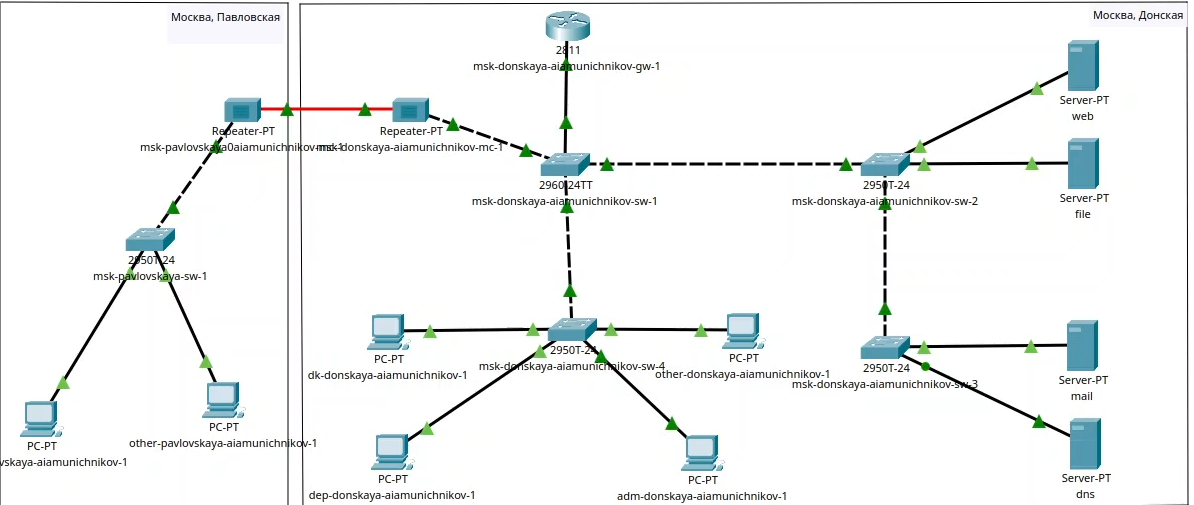 Москва, Павловская
Москва, Донская
2811
msk-donskaya-aiamunichnikov-gw-1
Server-PT
web
Repeater-PT
msk-pavlovskaya0aiamunichnikov-mc-1
Repeater-PT
msk-donskaya-aiamunichnikov-mc-1
2960-24TT
msk-donskaya-aiamunichnikov-sw-1
2950T-24
msk-donskaya-aiamunichnikov-sw-2
Server-PT
file
2950T-24
msk-pavlovskaya-sw-1
PC-PT
dk-donskaya-aiamunichnikov-1
2950T-24
msk-donskaya-aiamunichnikov-sw-4
PC-PT
other-donskaya-aiamunichnikov-1
2950T-24
msk-donskaya-aiamunichnikov-sw-3
Server-PT
mail
PC-PT
vskaya-aiamunichnikov-1
PC-PT
other-pavlovskaya-aiamunichnikov-1
PC-PT
dep-donskaya-aiamunichnikov-1
PC-PT
adm-donskaya-aiamunichnikov-1
Server-PT
dns